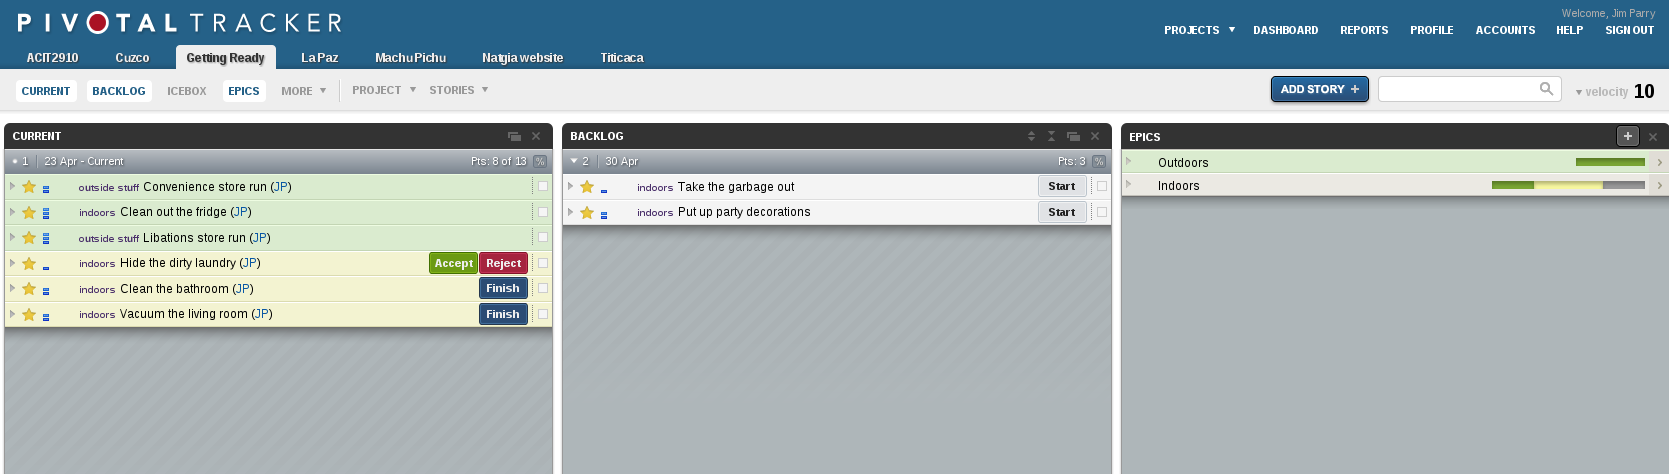 PIVOTAL TRACKER
Welcome, Jim Parry
PROJECTS DASHBOARD REPORTS PROFILE ACCOUNTS HELP SIGN OUT
ACIT2910 Cuzco Getting Ready La Paz Machu Pichu Natgia website Titicaca
CURRENT BACKLOG ICEBOX EPICS MORE PROJECT STORIES ADD STORY + velocity 10
CURRENT
1 23 Apr - Current Pts: 8 of 13 %
outside stuff Convenience store run (JP)
indoors Clean out the fridge (JP)
outside stuff Libations store run (JP)
indoors Hide the dirty laundry (JP) Accept Reject
indoors Clean the bathroom (JP) Finish
indoors Vacuum the living room (JP) Finish
BACKLOG
2 30 Apr Pts: 3 %
indoors Take the garbage out Start
indoors Put up party decorations Start
EPICS +
Outdoors
Indoors